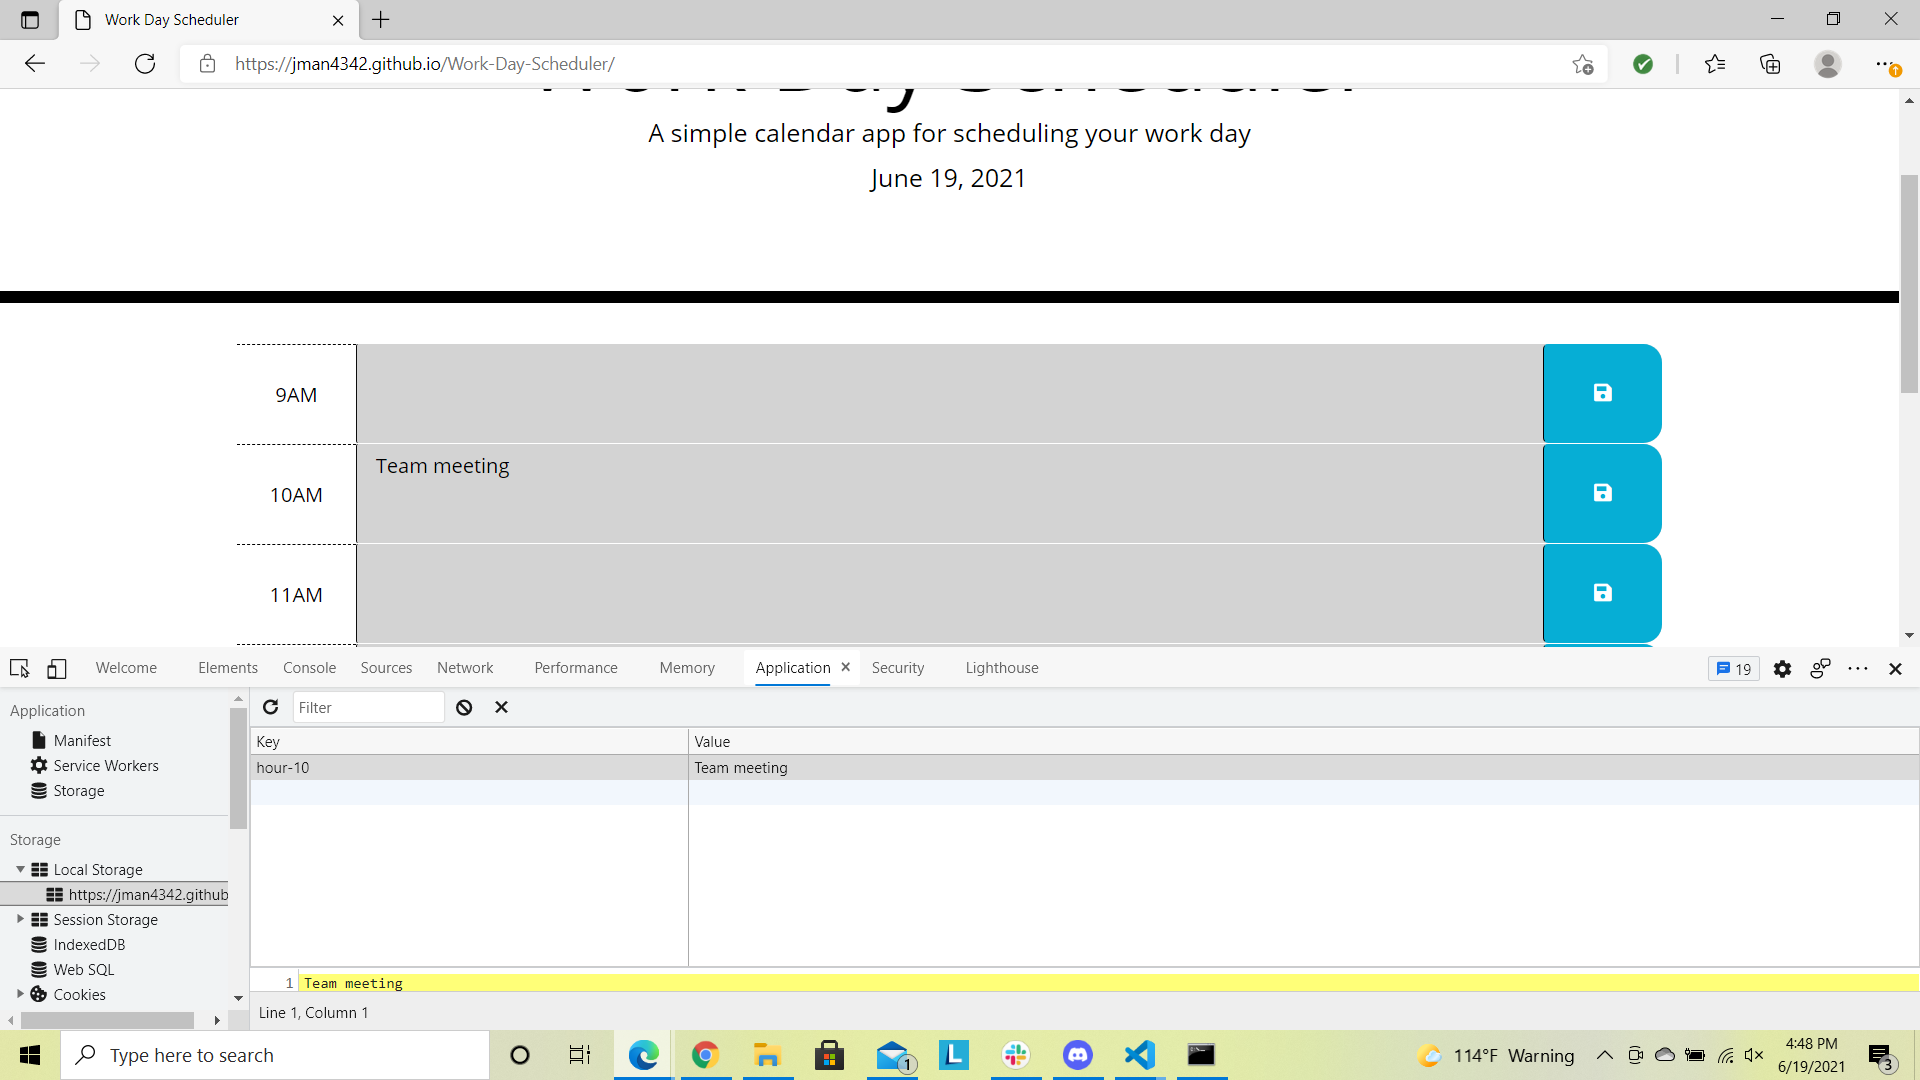 Work Day Scheduler
https://jman4342.github.io/Work-Day-Scheduler/
Work Day Scheduler
A simple calendar app for scheduling your work day
June 19, 2021
9AM
10AM
Team meeting
11AM
Welcome Elements Console Sources Network Performance Memory Application Security Lighthouse 19
Application
Filter
Manifest
Service Workers
Storage
Key Value
hour-10 Team meeting
Storage
Local Storage
https://jman4342.github
Session Storage
IndexedDB
Web SQL
Cookies
1 Team meeting
Line 1, Column 1
Type here to search
1
L
114°F Warning
4:48 PM
6/19/2021
3